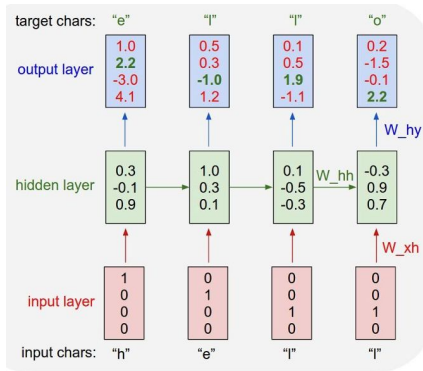 target chars: “e” “l” “l” “o”
1.0 0.5 0.1 0.2
2.2 0.3 0.5 -1.5
output layer
-3.0 -1.0 1.9 -0.1
4.1 1.2 -1.1 2.2
W_hy
0.3 1.0 0.1 -0.3
W_hh
hidden layer -0.1 0.3 -0.5 0.9
0.9 0.1 -0.3 0.7
W_xh
1 0 0 0
0 1 0 0
input layer
0 0 1 1
0 0 0 0
input chars: “h” “e” “l” “l”